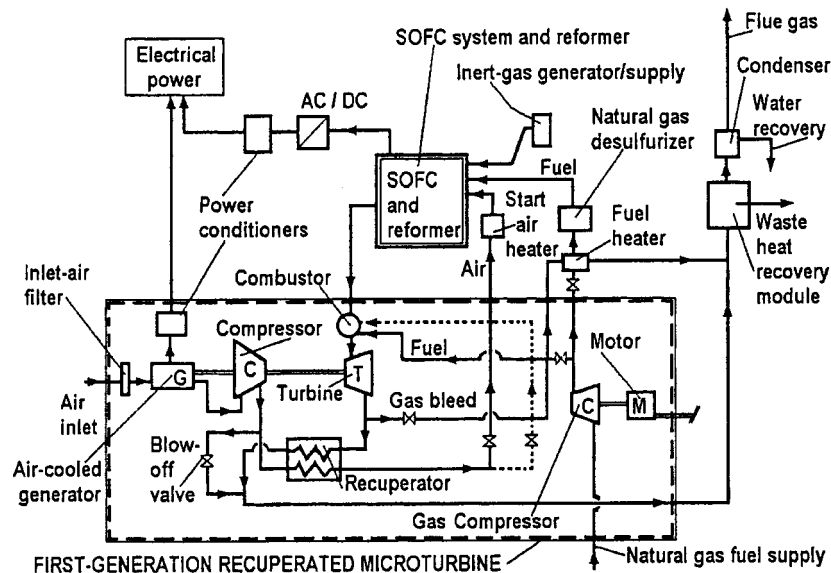 SOFC system and reformer
Flue gas
Electrical
power
Inert-gas generator/supply
Condenser
AC / DC
Water
recovery
Natural gas
desulfurizer
Fuel
SOFC
and
reformer
Start
air
heater
Power
conditioners
Fuel
heater
Waste
heat
recovery
module
Air
Inlet-air
filter
Combustor
Compressor
Motor
Fuel
G
C
Turbine
T
C
M
Air
inlet
Gas bleed
Blow-
off
valve
Air-cooled
generator
Recuperator
Gas Compressor
FIRST-GENERATION RECUPERATED MICROTURBINE
Natural gas fuel supply